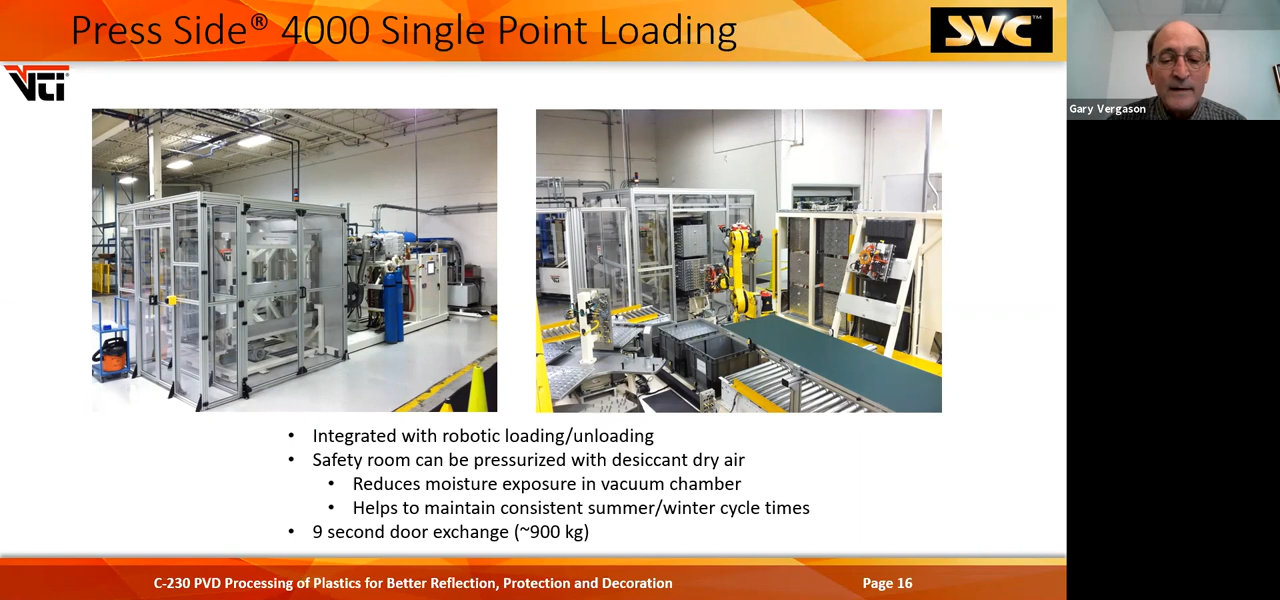 Press Side® 4000 Single Point Loading
SVC™
VTi®
Gary Vergason
• Integrated with robotic loading/unloading
• Safety room can be pressurized with desiccant dry air
• Reduces moisture exposure in vacuum chamber
• Helps to maintain consistent summer/winter cycle times
• 9 second door exchange (~900 kg)
C-230 PVD Processing of Plastics for Better Reflection, Protection and Decoration
Page 16